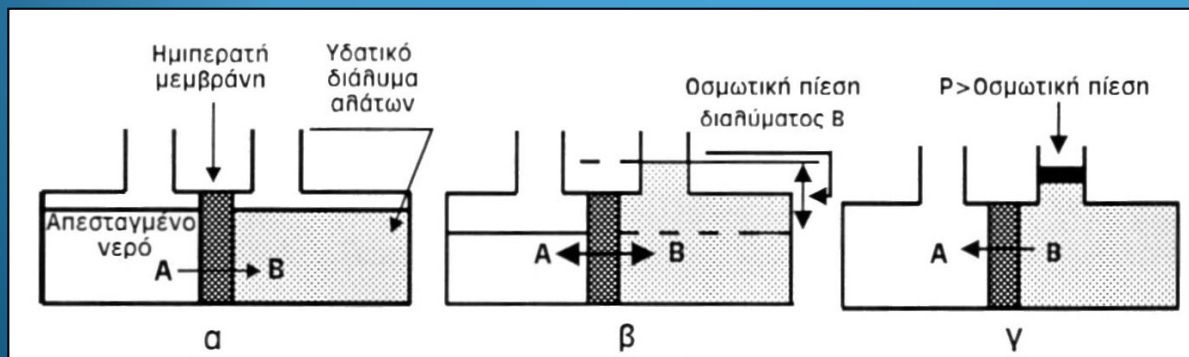 Ημιπερατή
μεμβράνη
Υδατικό
διάλυμα
αλάτων
Απεσταγμένο
νερό
A
B
α
Οσμωτική πίεση
διαλύματος Β
A
B
β
P>Οσμωτική πίεση
A
B
γ